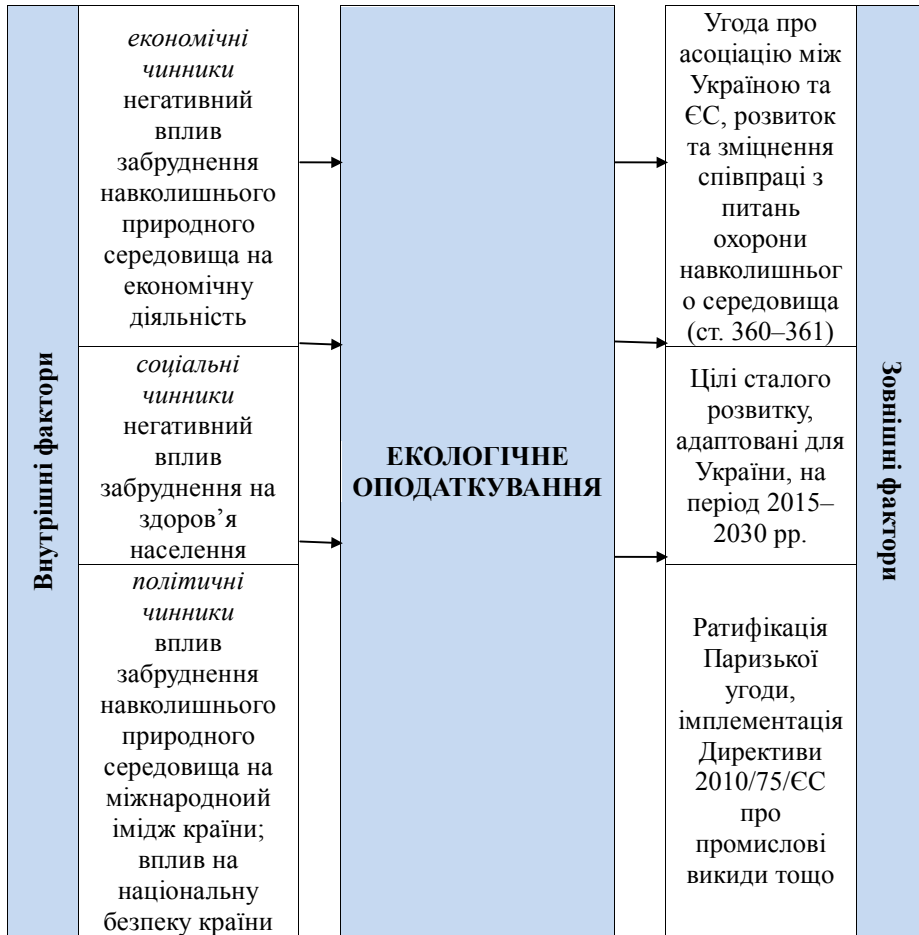 Внутрішні фактори
економічні
чинники
негативний
вплив
забруднення
навколишнього
природного
середовища на
економічну
діяльність
соціальні
чинники
негативний
вплив
забруднення на
здоров’я
населення
політичні
чинники
вплив
забруднення
навколишнього
природного
середовища на
міжнародноий
імідж країни;
вплив на
національну
безпеку країни
ЕКОЛОГІЧНЕ
ОПОДАТКУВАННЯ
Угода про
асоціацію між
Україною та
ЄС, розвиток
та зміцнення
співпраці з
питань
охорони
навколишньог
о середовища
(ст. 360–361)
Цілі сталого
розвитку,
адаптовані для
України, на
період 2015–
2030 рр.
Ратифікація
Паризької
угоди,
імплементація
Директиви
2010/75/ЄС
про
промислові
викиди тощо
Зовнішні фактори